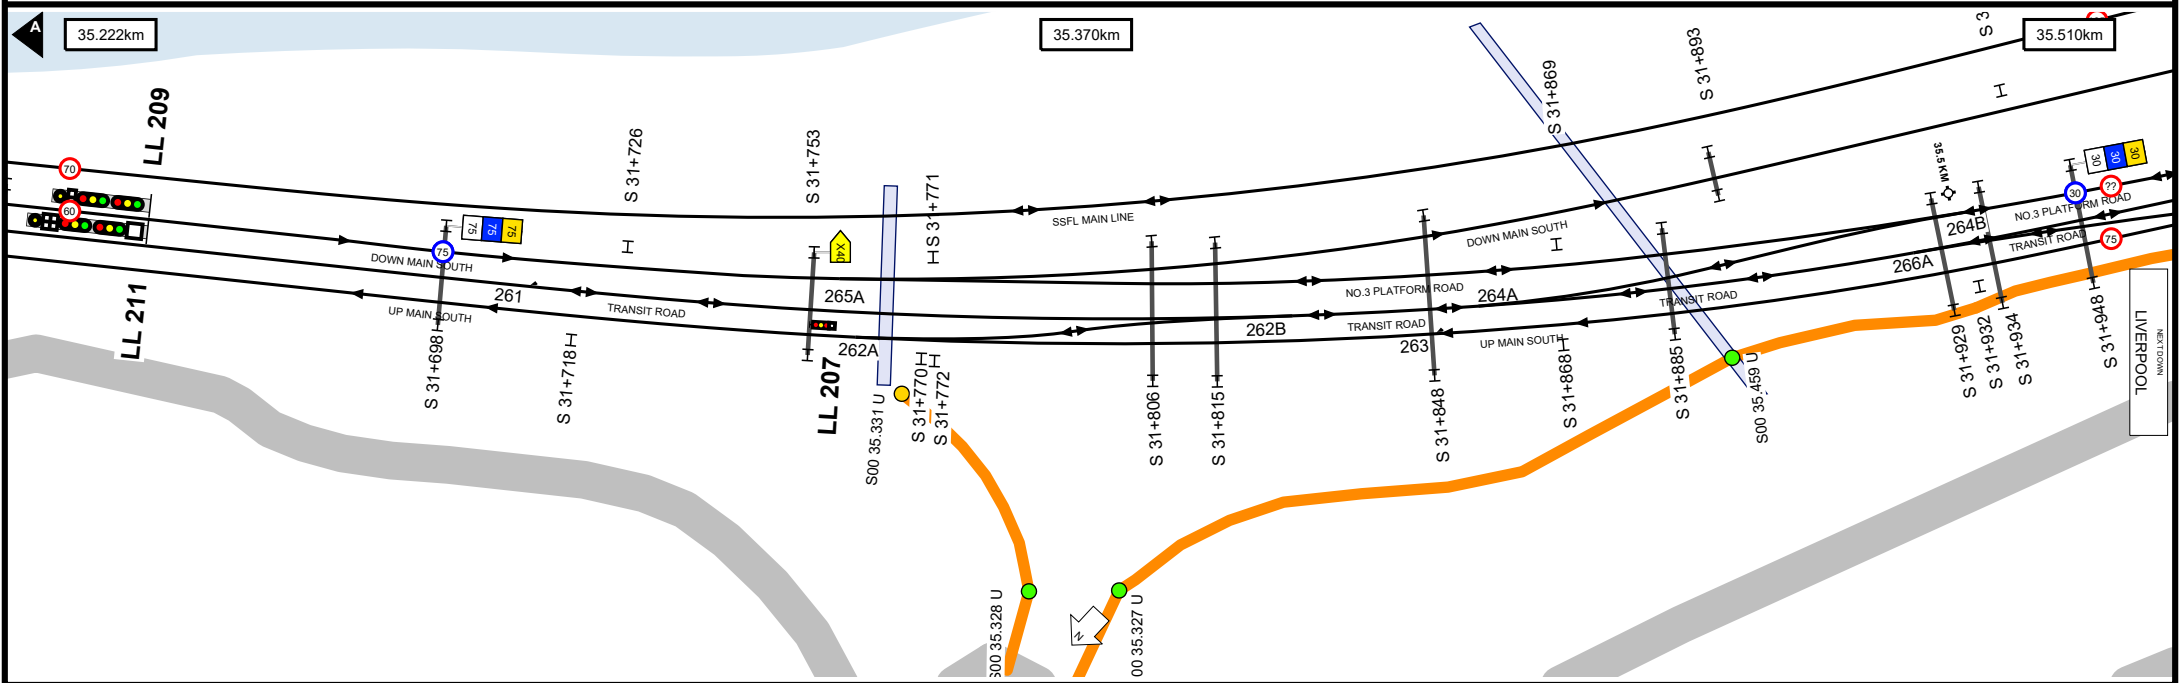 A
35.222km
35.370km
35.510km
LL 209
LL 211
70
60
S 31+726
S 31+753
H S 31+771
S 31+869
S 31+893
S 3
75
75 75 75
DOWN MAIN SOUTH
261
UP MAIN SOUTH
TRANSIT ROAD
S 31+698
S 31+718
X40
265A
262A
LL 207
S00 35.331 U
S 31+770
S 31+772
SSFL MAIN LINE
DOWN MAIN SOUTH
NO.3 PLATFORM ROAD
264A
TRANSIT ROAD
262B
TRANSIT ROAD
263
UP MAIN SOUTH
S 31+806
S 31+815
S 31+848
S 31+868
S 31+885
S00 35.459 U
35.5 KM
264B
266A
NO.3 PLATFORM ROAD
TRANSIT ROAD
30
30 30 30
??
75
S 31+929
S 31+932
S 31+934
S 31+948
LIVERPOOL
NEXT DOWN
S00 35.328 U
00 35.327 U
N